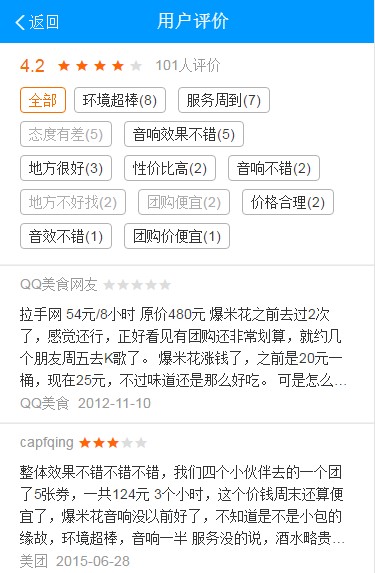 返回
用户评价
4.2 101人评价
全部 环境超棒(8) 服务周到(7)
态度有差(5) 音响效果不错(5)
地方很好(3) 性价比高(2) 音响不错(2)
地方不好找(2) 团购便宜(2) 价格合理(2)
音效不错(1) 团购价便宜(1)
QQ美食网友
拉手网 54元/8小时 原价480元 爆米花之前去过2次
了，感觉还行，正好看见有团购还非常划算，就约几
个朋友周五去K歌了。 爆米花涨钱了，之前是20元一
桶，现在25元，不过味道还是那么好吃。 可是怎么…
QQ美食 2012-11-10
capfqing
整体效果不错不错不错，我们四个小伙伴去的一个团
了5张券，一共124元 3个小时，这个价钱周末还算便
宜了，爆米花音响没以前好了，不知道是不是小包的
缘故，环境超棒，音响一半 服务没的说，酒水略贵…
美团 2015-06-28